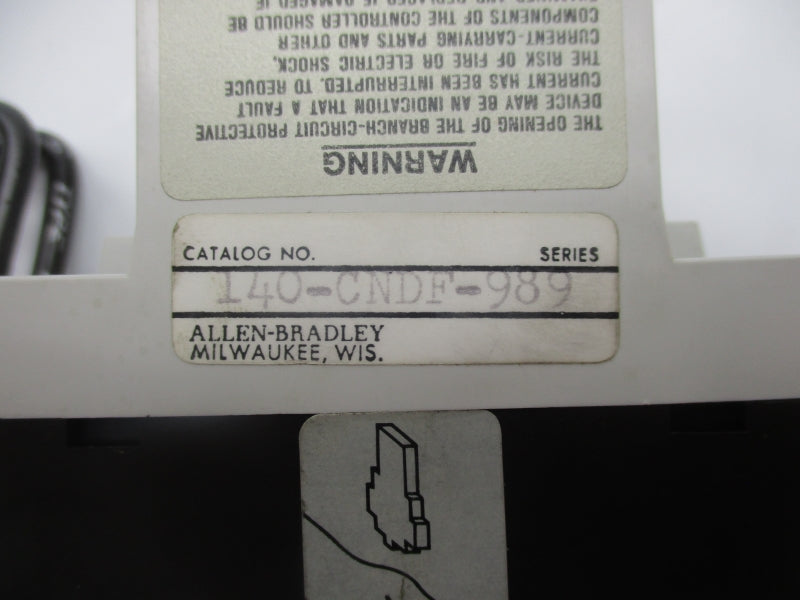 WARNING
THE OPENING OF THE BRANCH-CIRCUIT PROTECTIVE
DEVICE MAY BE AN INDICATION THAT A FAULT
CURRENT HAS BEEN INTERRUPTED. TO REDUCE
THE RISK OF FIRE OR ELECTRIC SHOCK,
CURRENT-CARRYING PARTS AND OTHER
COMPONENTS OF THE CONTROLLER SHOULD BE
CATALOG NO. SERIES
140-CNDF-989
ALLEN-BRADLEY
MILWAUKEE, WIS.